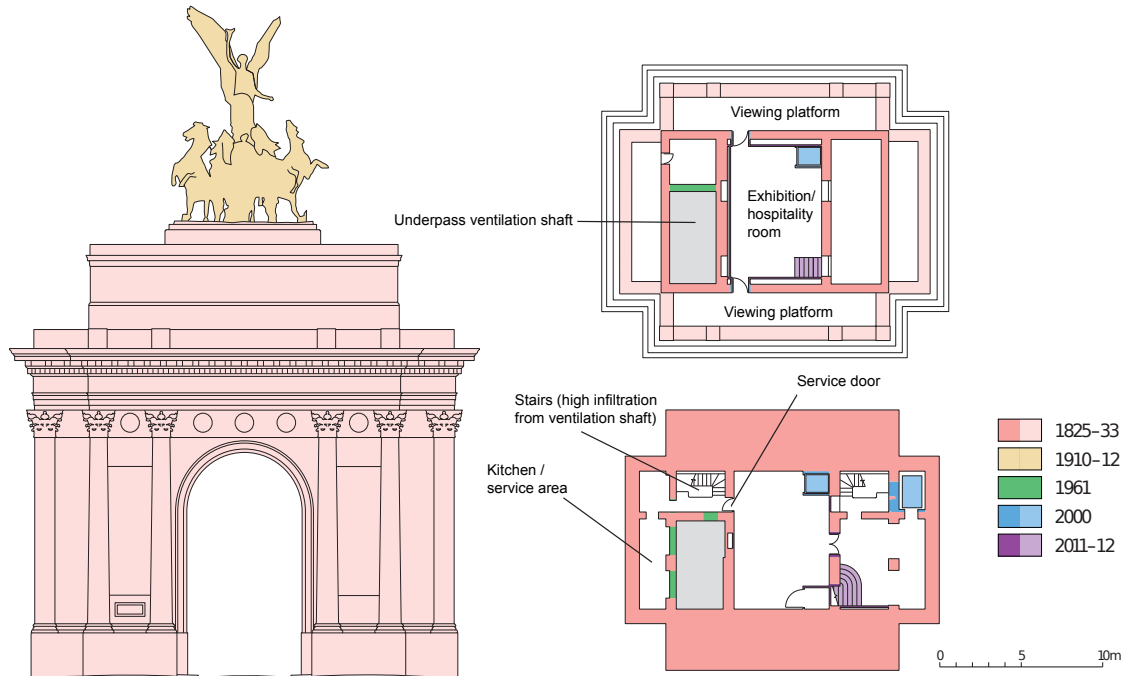 Viewing platform
Underpass ventilation shaft
Exhibition/
hospitality
room
Viewing platform
Service door
Stairs (high infiltration
from ventilation shaft)
Kitchen /
service area
1825–33
1910–12
1961
2000
2011–12
0 5 10m